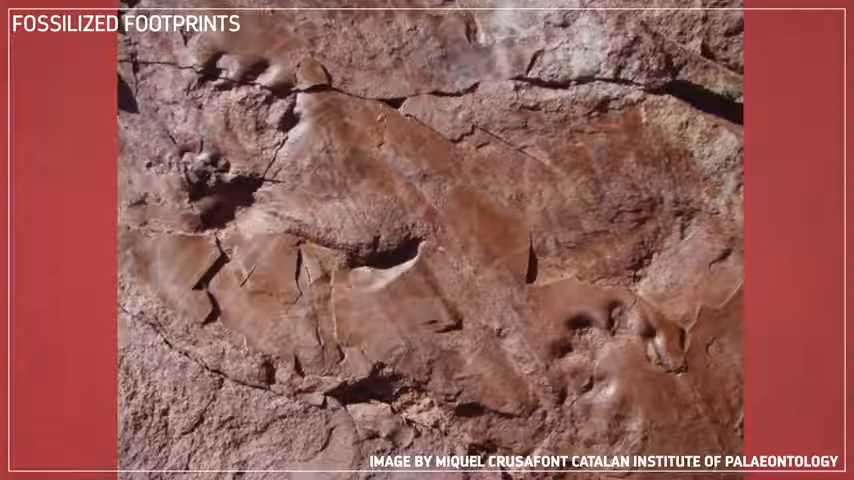 FOSSILIZED FOOTPRINTS
IMAGE BY MIQUEL CRUSAFONT CATALAN INSTITUTE OF PALAEONTOLOGY